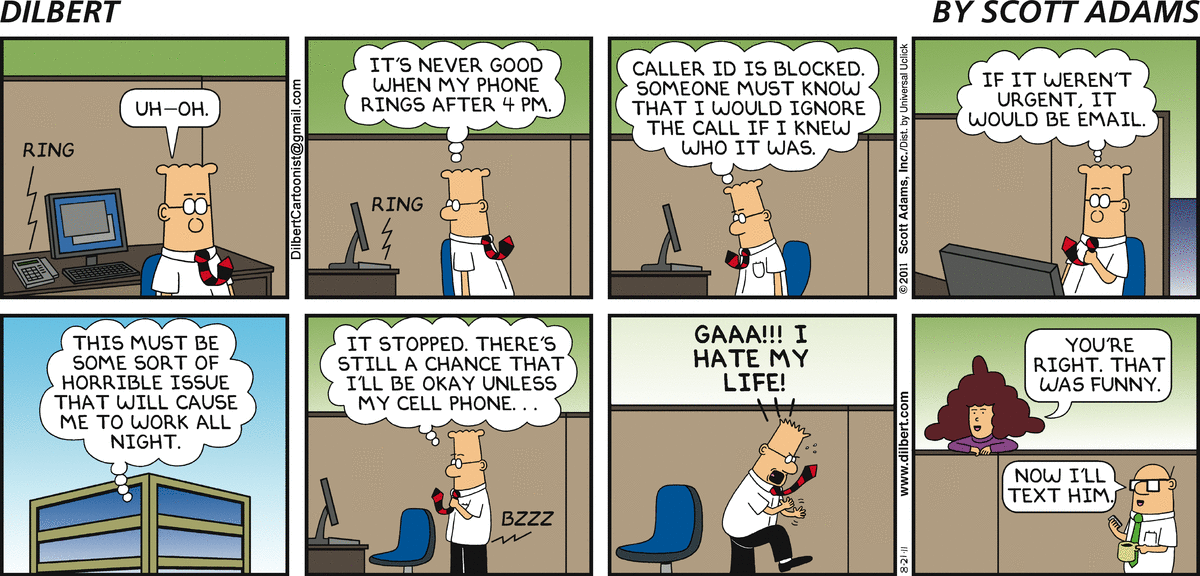 DILBERT
BY SCOTT ADAMS
UH-OH.
RING
DilbertCartoonist@gmail.com
IT'S NEVER GOOD
WHEN MY PHONE
RINGS AFTER 4 PM.
RING
CALLER ID IS BLOCKED.
SOMEONE MUST KNOW
THAT I WOULD IGNORE
THE CALL IF I KNEW
WHO IT WAS.
© 2011 Scott Adams, Inc./Dist. by Universal Uclick
IF IT WEREN'T
URGENT, IT
WOULD BE EMAIL.
THIS MUST BE
SOME SORT OF
HORRIBLE ISSUE
THAT WILL CAUSE
ME TO WORK ALL
NIGHT.
IT STOPPED. THERE'S
STILL A CHANCE THAT
I'LL BE OKAY UNLESS
MY CELL PHONE...
BZZZ
GAAA!!! I
HATE MY
LIFE!
www.dilbert.com
8-21-11
YOU'RE
RIGHT. THAT
WAS FUNNY.
NOW I'LL
TEXT HIM.